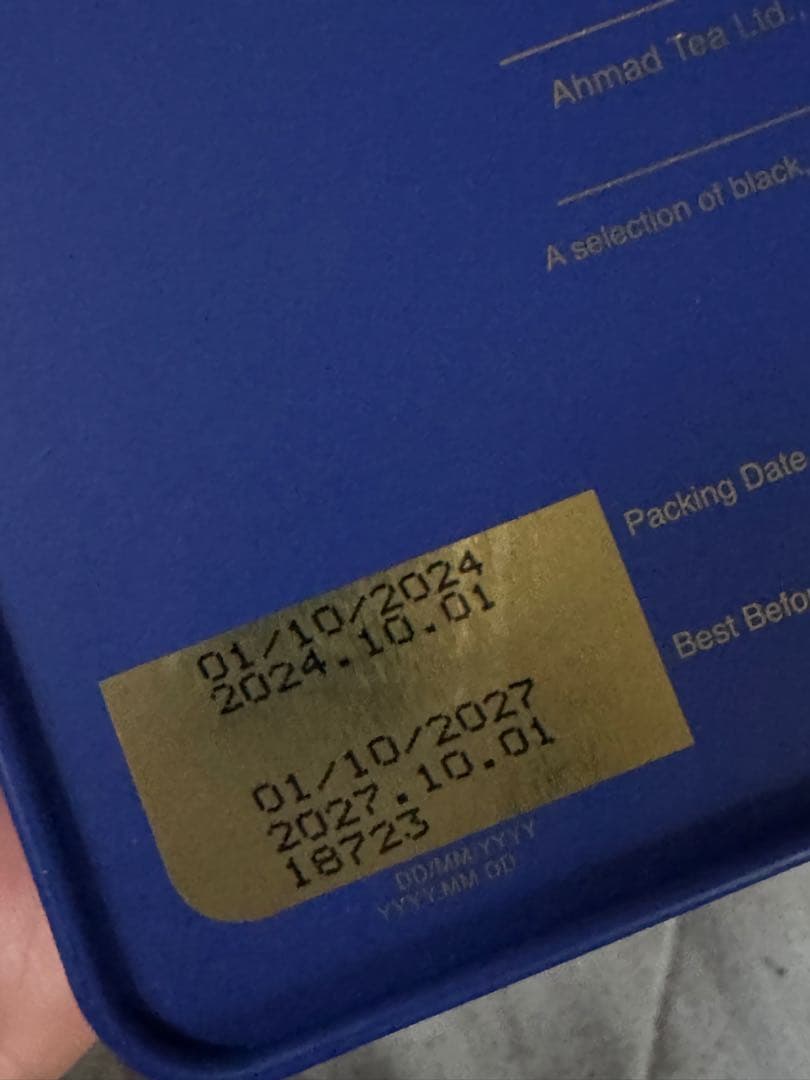 Ahmad Tea Ltd.,
A selection of black,
Packing Date
Best Before
01/10/2024
2024.10.01
01/10/2027
2027.10.01
18723
DD/MM/YYYY
YYYY.MM.DD